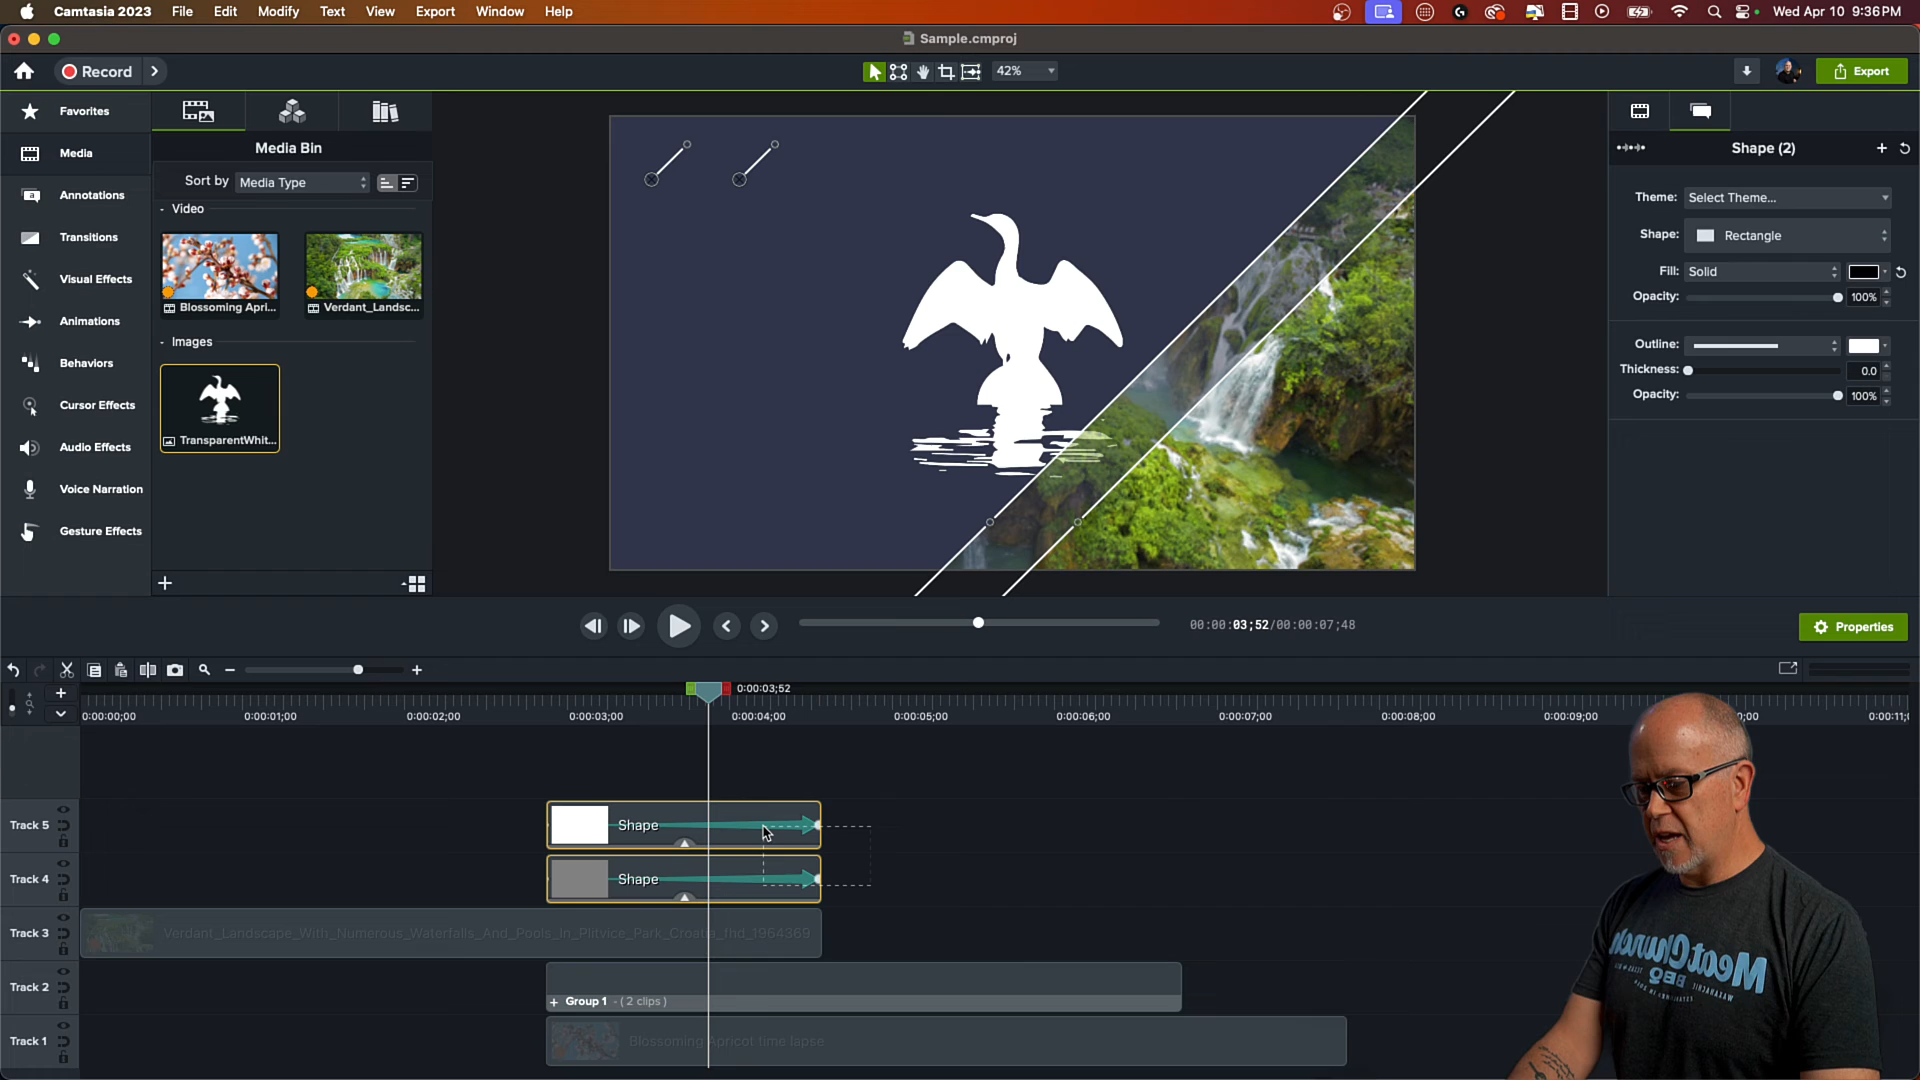 Camtasia 2023 File Edit Modify Text View Export Window Help
Wed Apr 10 9:36 PM
Sample.cmproj
Record
42%
Export
Favorites
Media
Annotations
Transitions
Visual Effects
Animations
Behaviors
Cursor Effects
Audio Effects
Voice Narration
Gesture Effects
Media Bin
Sort by Media Type
Video
Blossoming Apri...
Verdant_Landsc...
Images
TransparentWhit...
Shape (2)
Theme: Select Theme...
Shape: Rectangle
Fill: Solid
Opacity: 100%
Outline:
Thickness: 0.0
Opacity: 100%
00:00:03;52/00:00:07;48
Properties
0:00:03;52
0:00:00;00 0:00:01;00 0:00:02;00 0:00:03;00 0:00:04;00 0:00:05;00 0:00:06;00 0:00:07;00 0:00:08;00 0:00:09;00
Track 5
Shape
Track 4
Shape
Track 3
Verdant_Landscape_With_Numerous_Waterfalls_And_Pools_In_Plitvice_Park_Croatia_fhd_1964369
Track 2
+ Group 1 - ( 2 clips )
Track 1
Blossoming Apricot time lapse
MeatChurch
BBQ